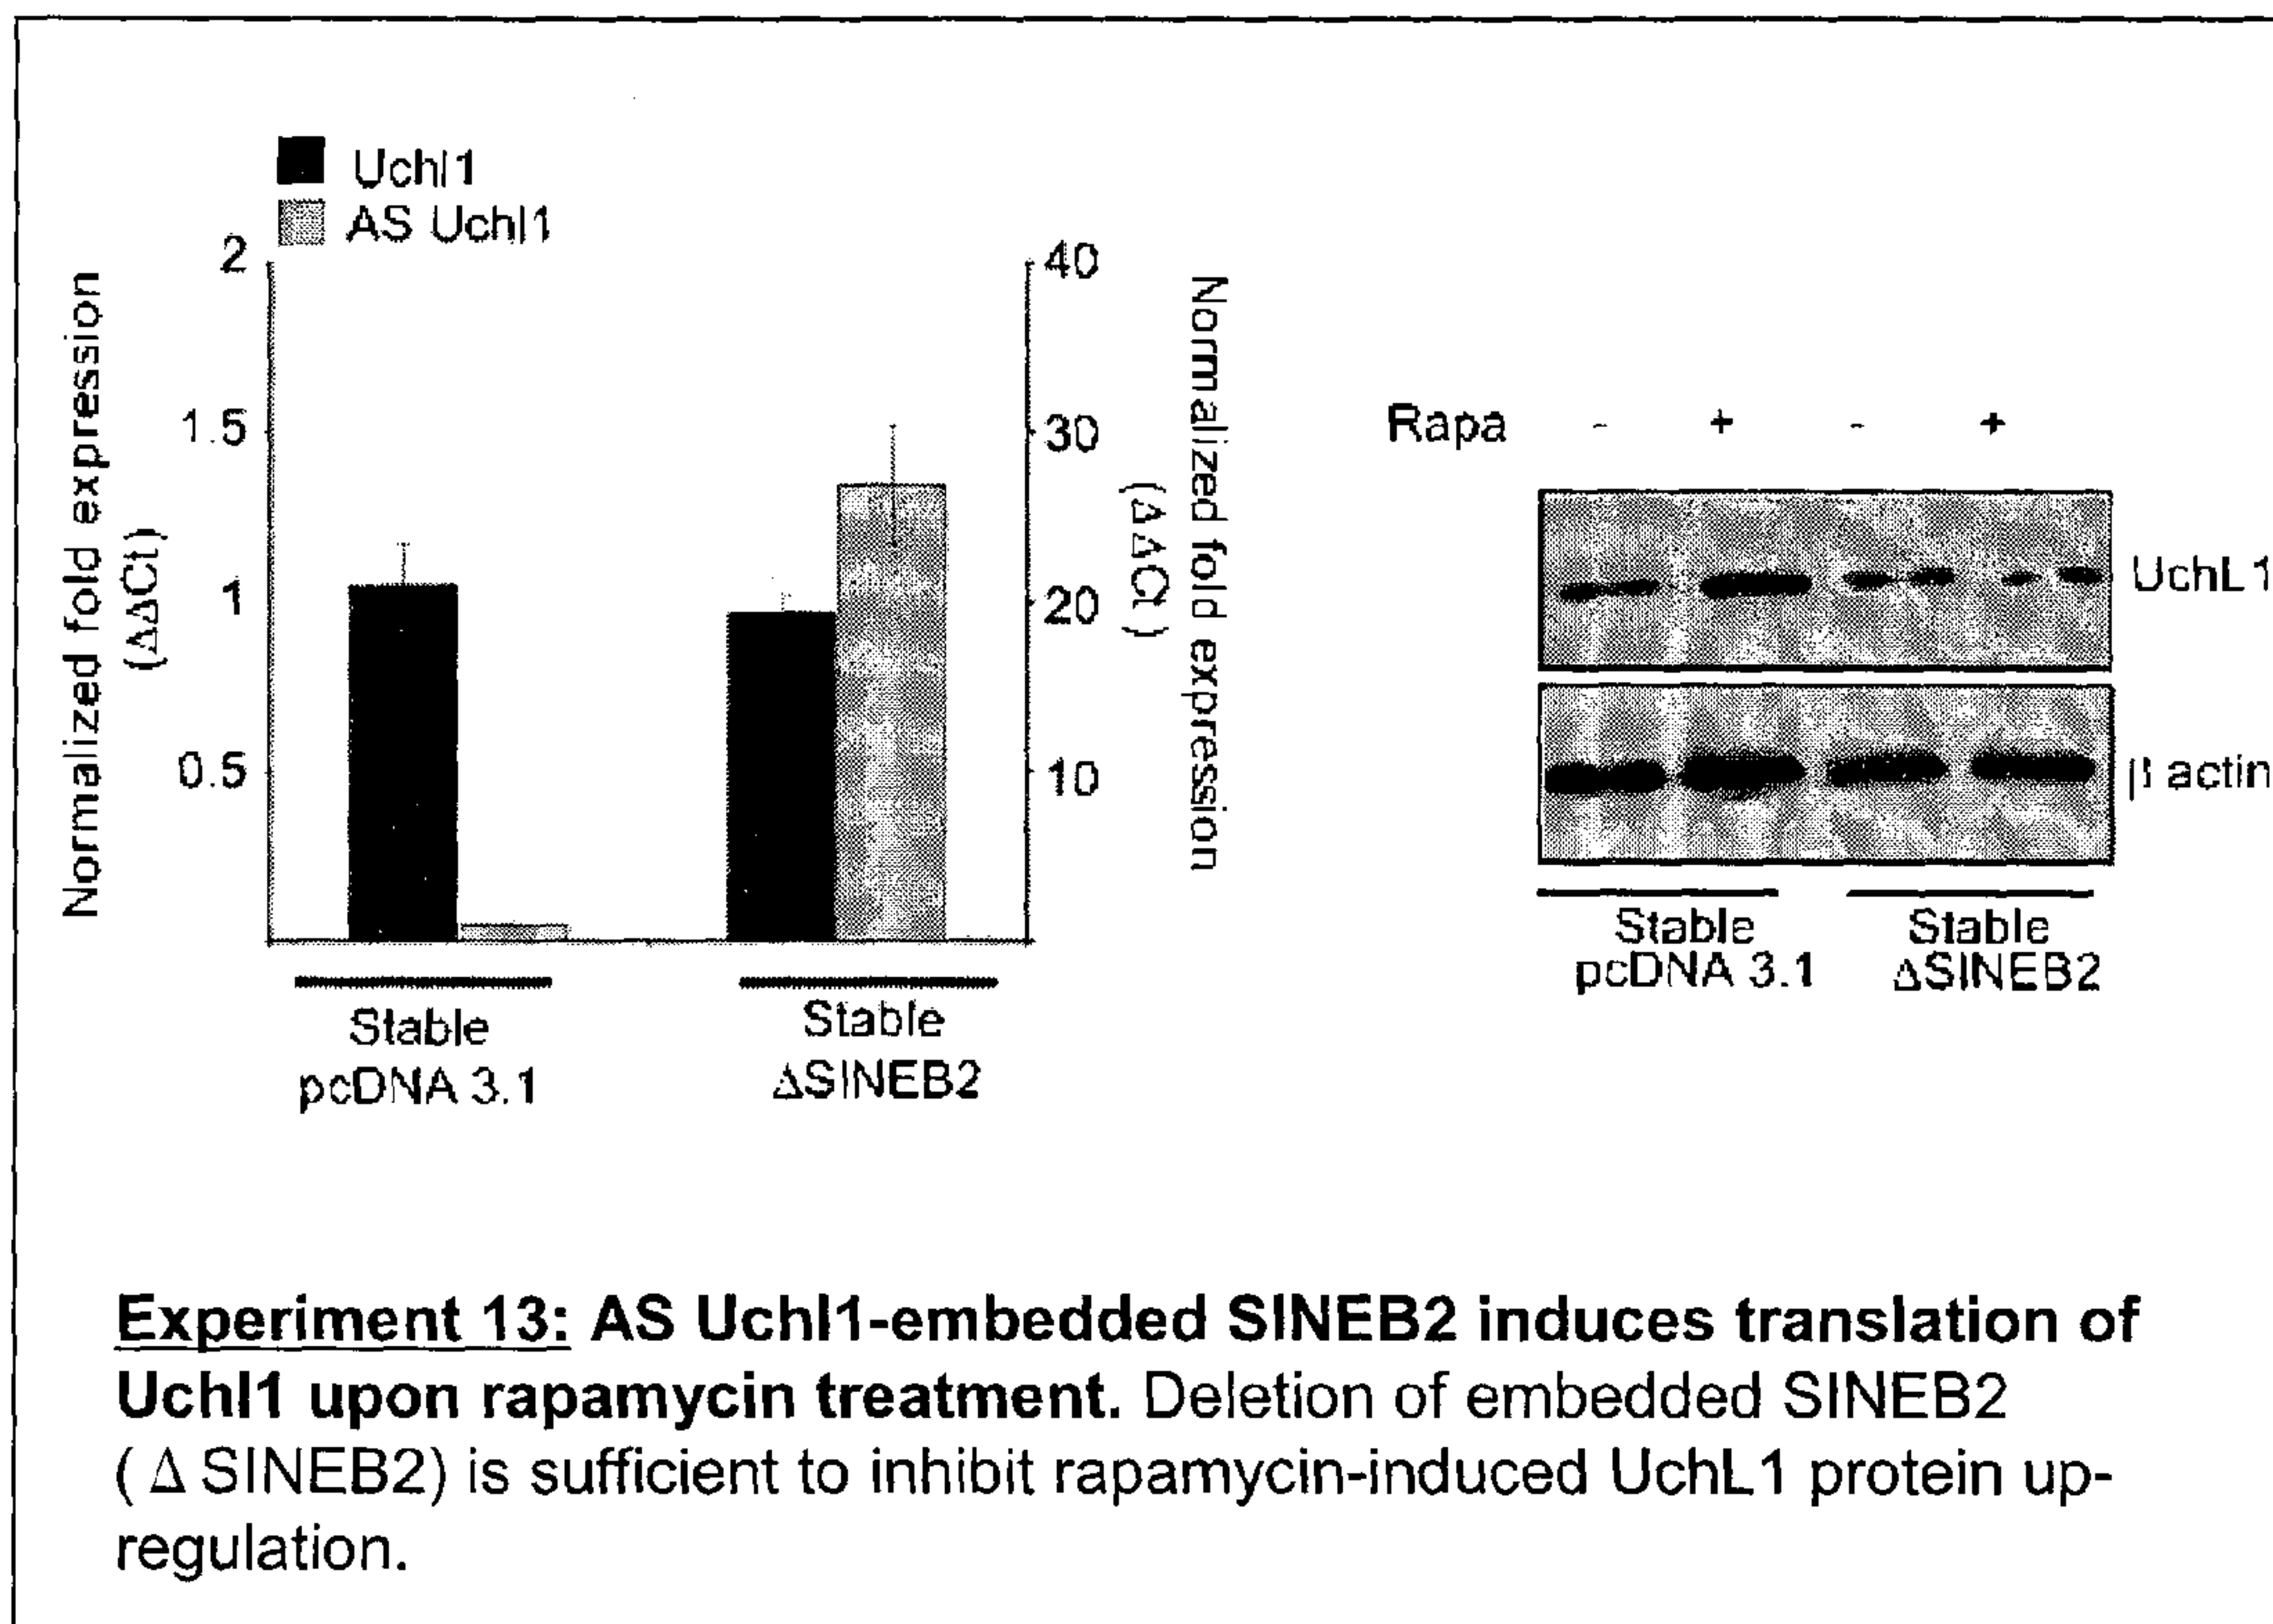 Uchl1
AS Uchl1
2
1.5
1
0.5
Normalized fold expression
(ΔΔCt)
40
30
20
10
Normalized fold expression
(ΔΔCt)
Stable
pcDNA 3.1
Stable
ΔSINEB2
Rapa - + - +
UchL1
β actin
Stable
pcDNA 3.1
Stable
ΔSINEB2
Experiment 13: AS Uchl1-embedded SINEB2 induces translation of
Uchl1 upon rapamycin treatment. Deletion of embedded SINEB2
(Δ SINEB2) is sufficient to inhibit rapamycin-induced UchL1 protein up-
regulation.